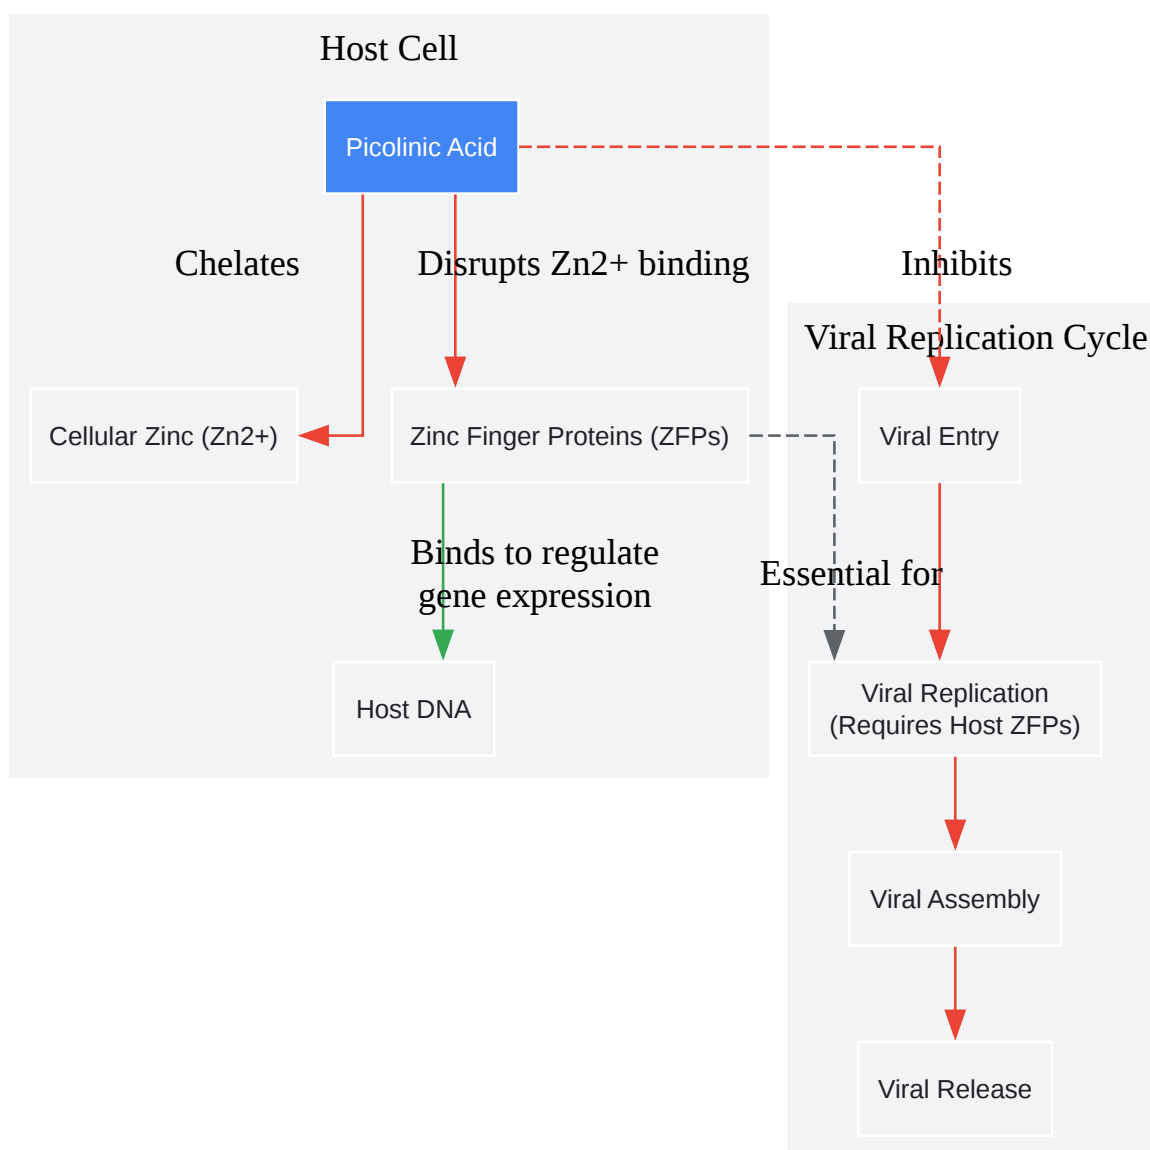 Host Cell
Picolinic Acid
Chelates
Disrupts Zn2+ binding
Inhibits
Viral Replication Cycle
Cellular Zinc (Zn2+)
Zinc Finger Proteins (ZFPs)
Viral Entry
Binds to regulate
gene expression
Essential for
Host DNA
Viral Replication
(Requires Host ZFPs)
Viral Assembly
Viral Release